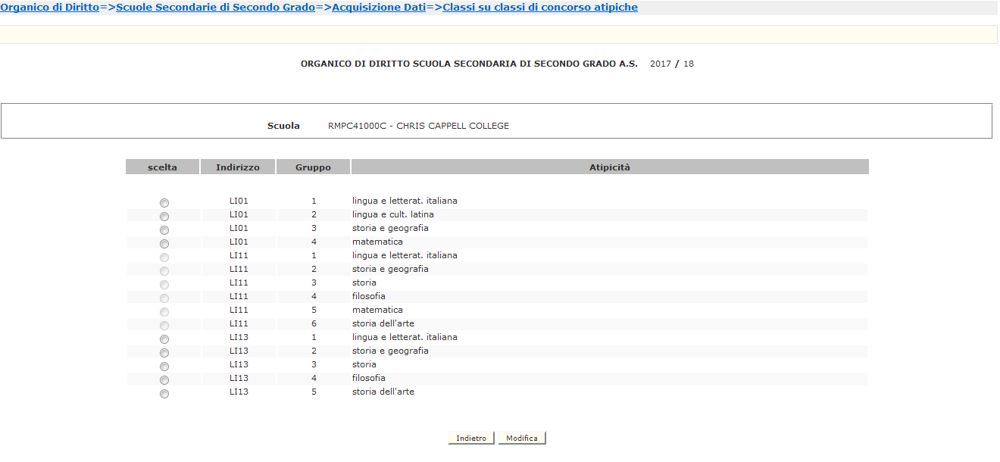 Organico di Diritto=>Scuole Secondarie di Secondo Grado=>Acquisizione Dati=>Classi su classi di concorso atipiche
ORGANICO DI DIRITTO SCUOLA SECONDARIA DI SECONDO GRADO A.S. 2017 / 18
Scuola RMPC41000C - CHRIS CAPPELL COLLEGE
scelta Indirizzo Gruppo Atipicità
LI01 1 lingua e letterat. italiana
LI01 2 lingua e cult. latina
LI01 3 storia e geografia
LI01 4 matematica
LI11 1 lingua e letterat. italiana
LI11 2 storia e geografia
LI11 3 storia
LI11 4 filosofia
LI11 5 matematica
LI11 6 storia dell'arte
LI13 1 lingua e letterat. italiana
LI13 2 storia e geografia
LI13 3 storia
LI13 4 filosofia
LI13 5 storia dell'arte
Indietro Modifica